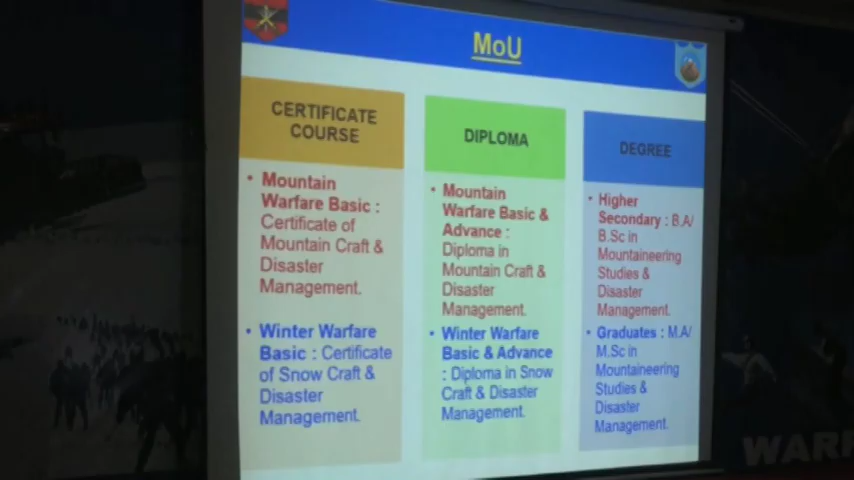 MoU
CERTIFICATE
COURSE
• Mountain
Warfare Basic :
Certificate of
Mountain Craft &
Disaster
Management.
• Winter Warfare
Basic : Certificate
of Snow Craft &
Disaster
Management.
DIPLOMA
• Mountain
Warfare Basic &
Advance :
Diploma in
Mountain Craft &
Disaster
Management.
• Winter Warfare
Basic & Advance
: Diploma in Snow
Craft & Disaster
Management.
DEGREE
• Higher
Secondary : B.A/
B.Sc in
Mountaineering
Studies &
Disaster
Management.
• Graduates : M.A/
M.Sc in
Mountaineering
Studies &
Disaster
Management.